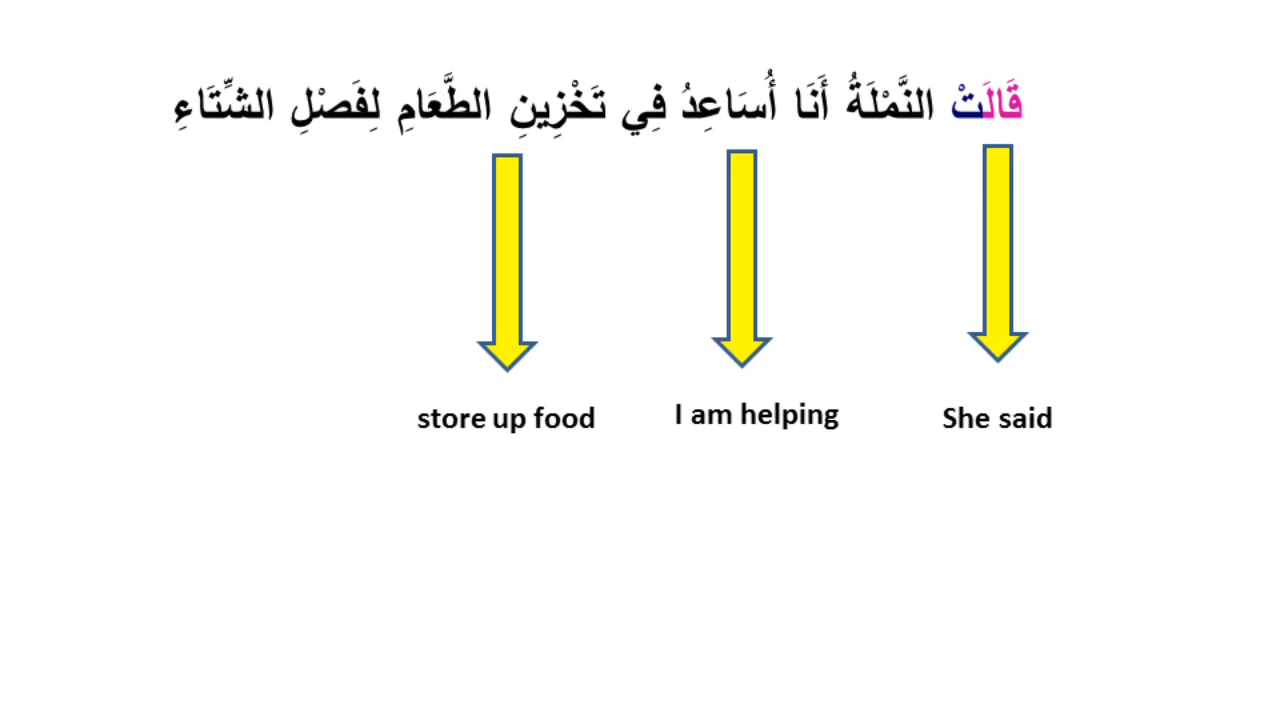 قَالَتْ النَّمْلَةُ أَنَا أُسَاعِدُ فِي تَخْزِينِ الطَّعَامِ لِفَصْلِ الشِّتَاءِ
store up food I am helping She said